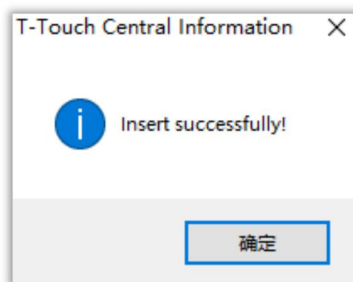 T-Touch Central Information
Insert successfully!
确定